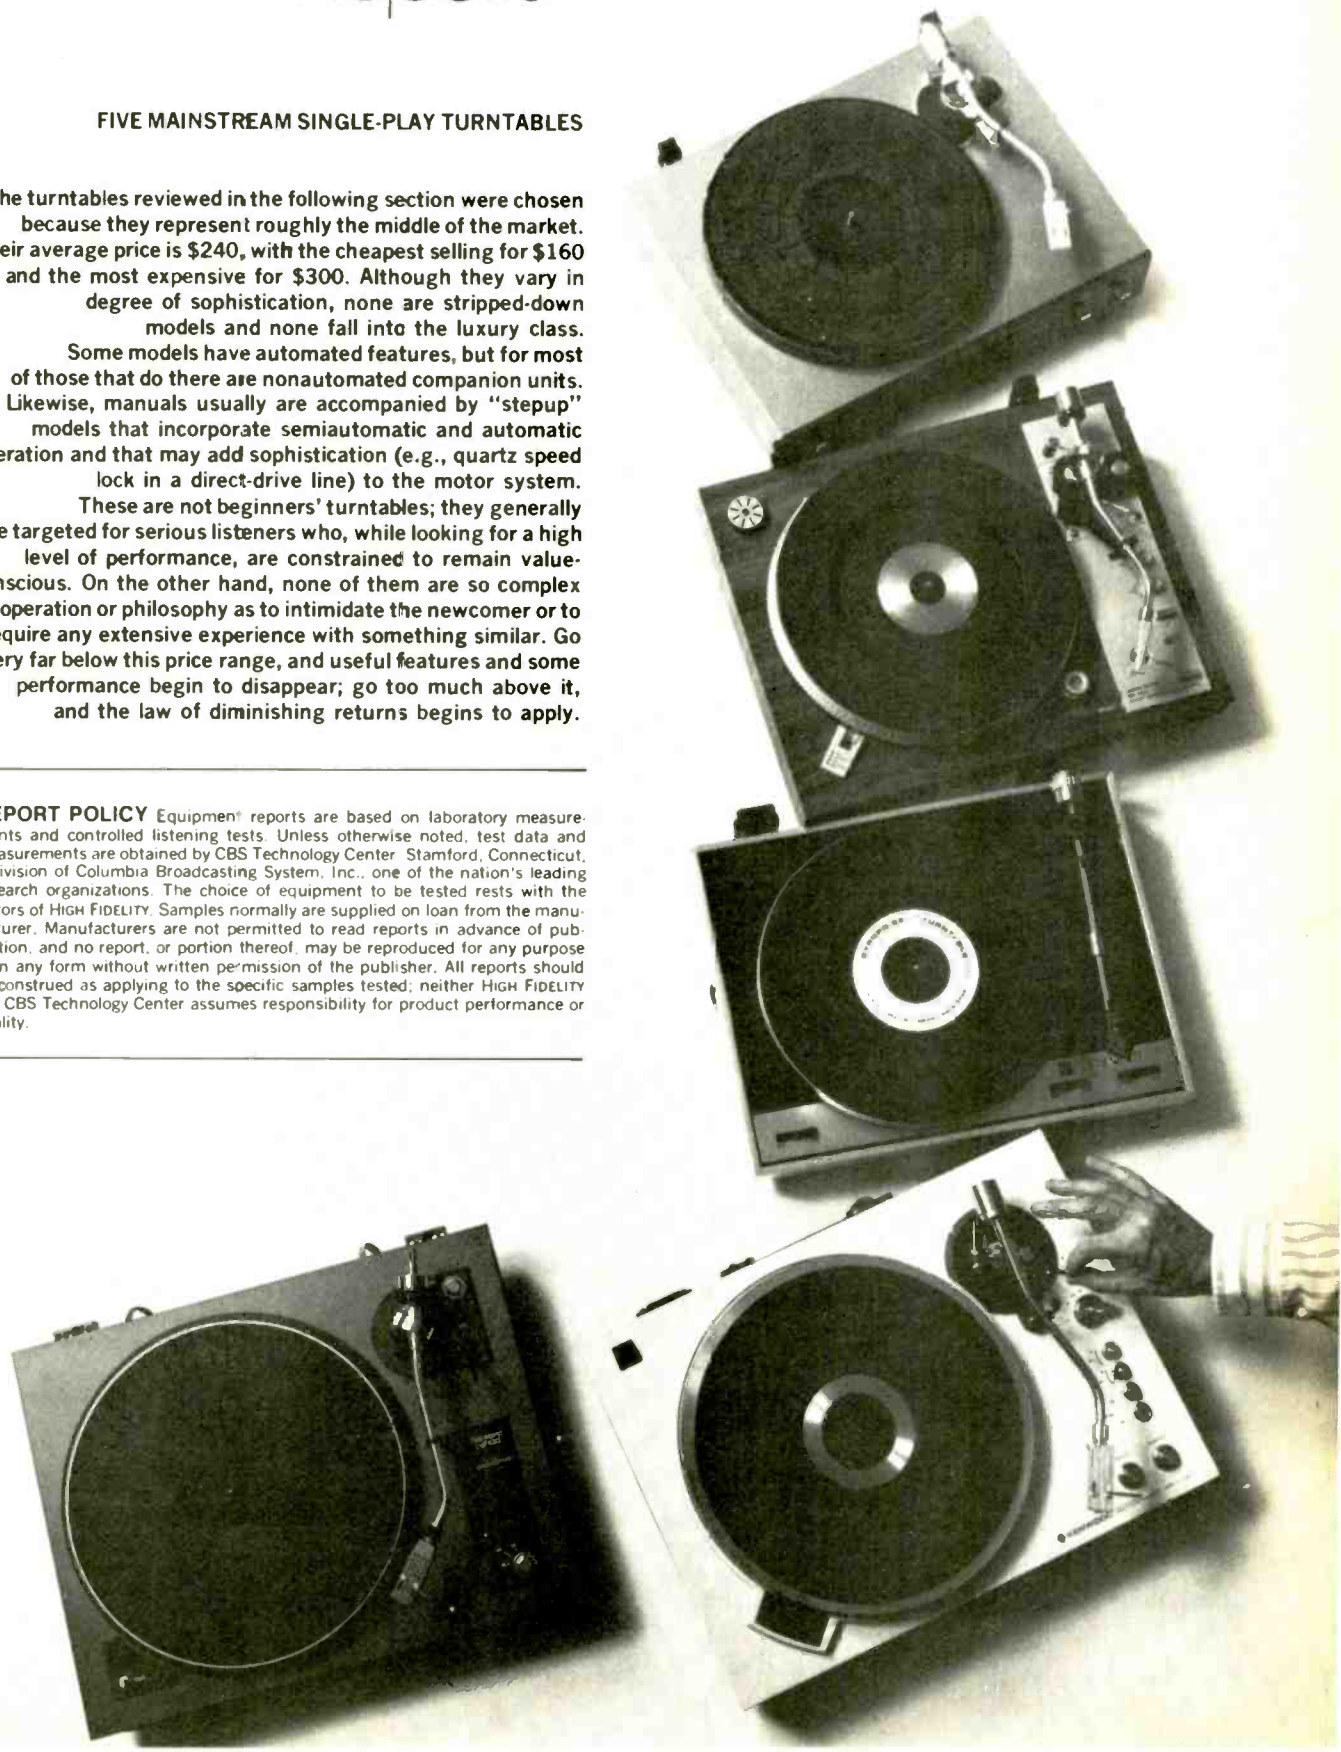 FIVE MAINSTREAM SINGLE-PLAY TURNTABLES
he turntables reviewed in the following section were chosen
because they represent roughly the middle of the market.
eir average price is $240, with the cheapest selling for $160
and the most expensive for $300. Although they vary in
degree of sophistication, none are stripped-down
models and none fall into the luxury class.
Some models have automated features, but for most
of those that do there are nonautomated companion units.
Likewise, manuals usually are accompanied by "stepup"
models that incorporate semiautomatic and automatic
eration and that may add sophistication (e.g., quartz speed
lock in a direct-drive line) to the motor system.
These are not beginners' turntables; they generally
e targeted for serious listeners who, while looking for a high
level of performance, are constrained to remain value-
nscious. On the other hand, none of them are so complex
operation or philosophy as to intimidate the newcomer or to
quire any extensive experience with something similar. Go
ery far below this price range, and useful features and some
performance begin to disappear; go too much above it,
and the law of diminishing returns begins to apply.
EPORT POLICY Equipment reports are based on laboratory measure-
nts and controlled listening tests. Unless otherwise noted, test data and
asurements are obtained by CBS Technology Center Stamford, Connecticut,
ivision of Columbia Broadcasting System, Inc., one of the nation's leading
earch organizations. The choice of equipment to be tested rests with the
ors of HIGH FIDELITY. Samples normally are supplied on loan from the manu-
urer. Manufacturers are not permitted to read reports in advance of pub-
tion, and no report, or portion thereof, may be reproduced for any purpose
n any form without written permission of the publisher. All reports should
construed as applying to the specific samples tested; neither HIGH FIDELITY
CBS Technology Center assumes responsibility for product performance or
lity.